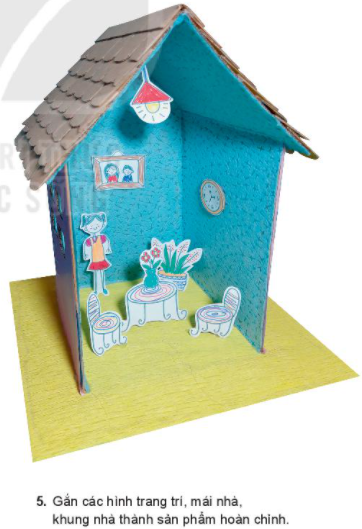 5. Gắn các hình trang trí, mái nhà,
khung nhà thành sản phẩm hoàn chỉnh.